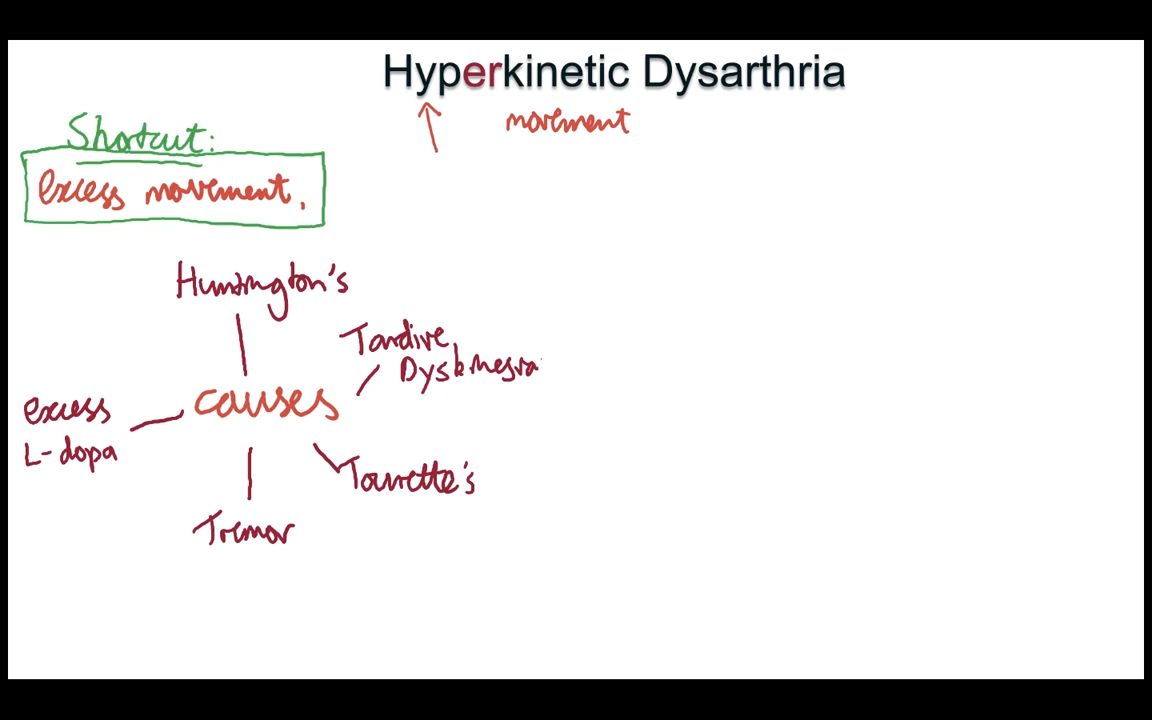 Hyperkinetic Dysarthria
movement
Shortcut:
excess movement.
Huntington's
Tardive
Dyskinesia
causes
excess
L-dopa
Tourette's
Tremor